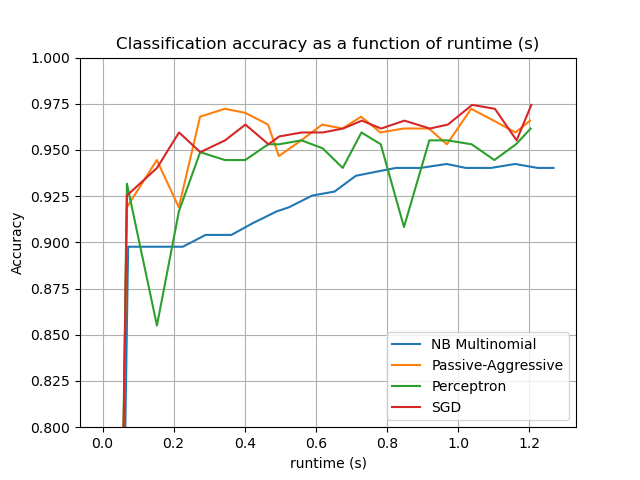 Classification accuracy as a function of runtime (s)
1.000
0.975
0.950
0.925
0.900
0.875
0.850
0.825
0.800
Accuracy
NB Multinomial
Passive-Aggressive
Perceptron
SGD
0.0 0.2 0.4 0.6 0.8 1.0 1.2
runtime (s)